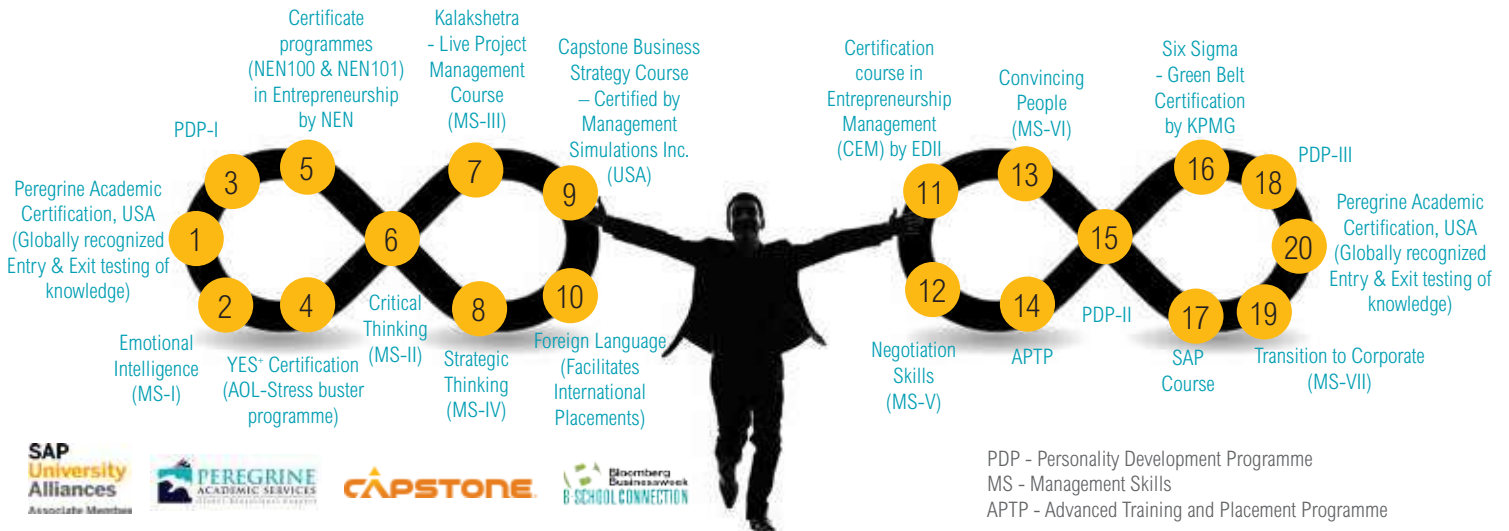 Certificate
programmes
(NEN100 & NEN101)
in Entrepreneurship
by NEN
Kalakshetra
- Live Project
Management
Course
(MS-III)
Capstone Business
Strategy Course
– Certified by
Management
Simulations Inc.
(USA)
Certification
course in
Entrepreneurship
Management
(CEM) by EDII
Convincing
People
(MS-VI)
Six Sigma
- Green Belt
Certification
by KPMG
PDP-I
PDP-III
Peregrine Academic
Certification, USA
(Globally recognized
Entry & Exit testing of
knowledge)
1
2
3
4
5
6
7
8
9
10
11
12
13
14
15
16
17
18
19
20
Peregrine Academic
Certification, USA
(Globally recognized
Entry & Exit testing of
knowledge)
Emotional
Intelligence
(MS-I)
YES+ Certification
(AOL-Stress buster
programme)
Critical
Thinking
(MS-II)
Strategic
Thinking
(MS-IV)
Foreign Language
(Facilitates
International
Placements)
Negotiation
Skills
(MS-V)
APTP
PDP-II
SAP
Course
Transition to Corporate
(MS-VII)
SAP
University
Alliances
Associate Member
PEREGRINE
ACADEMIC SERVICES
CAPSTONE
Bloomberg
Businessweek
B-SCHOOL CONNECTION
PDP - Personality Development Programme
MS - Management Skills
APTP - Advanced Training and Placement Programme